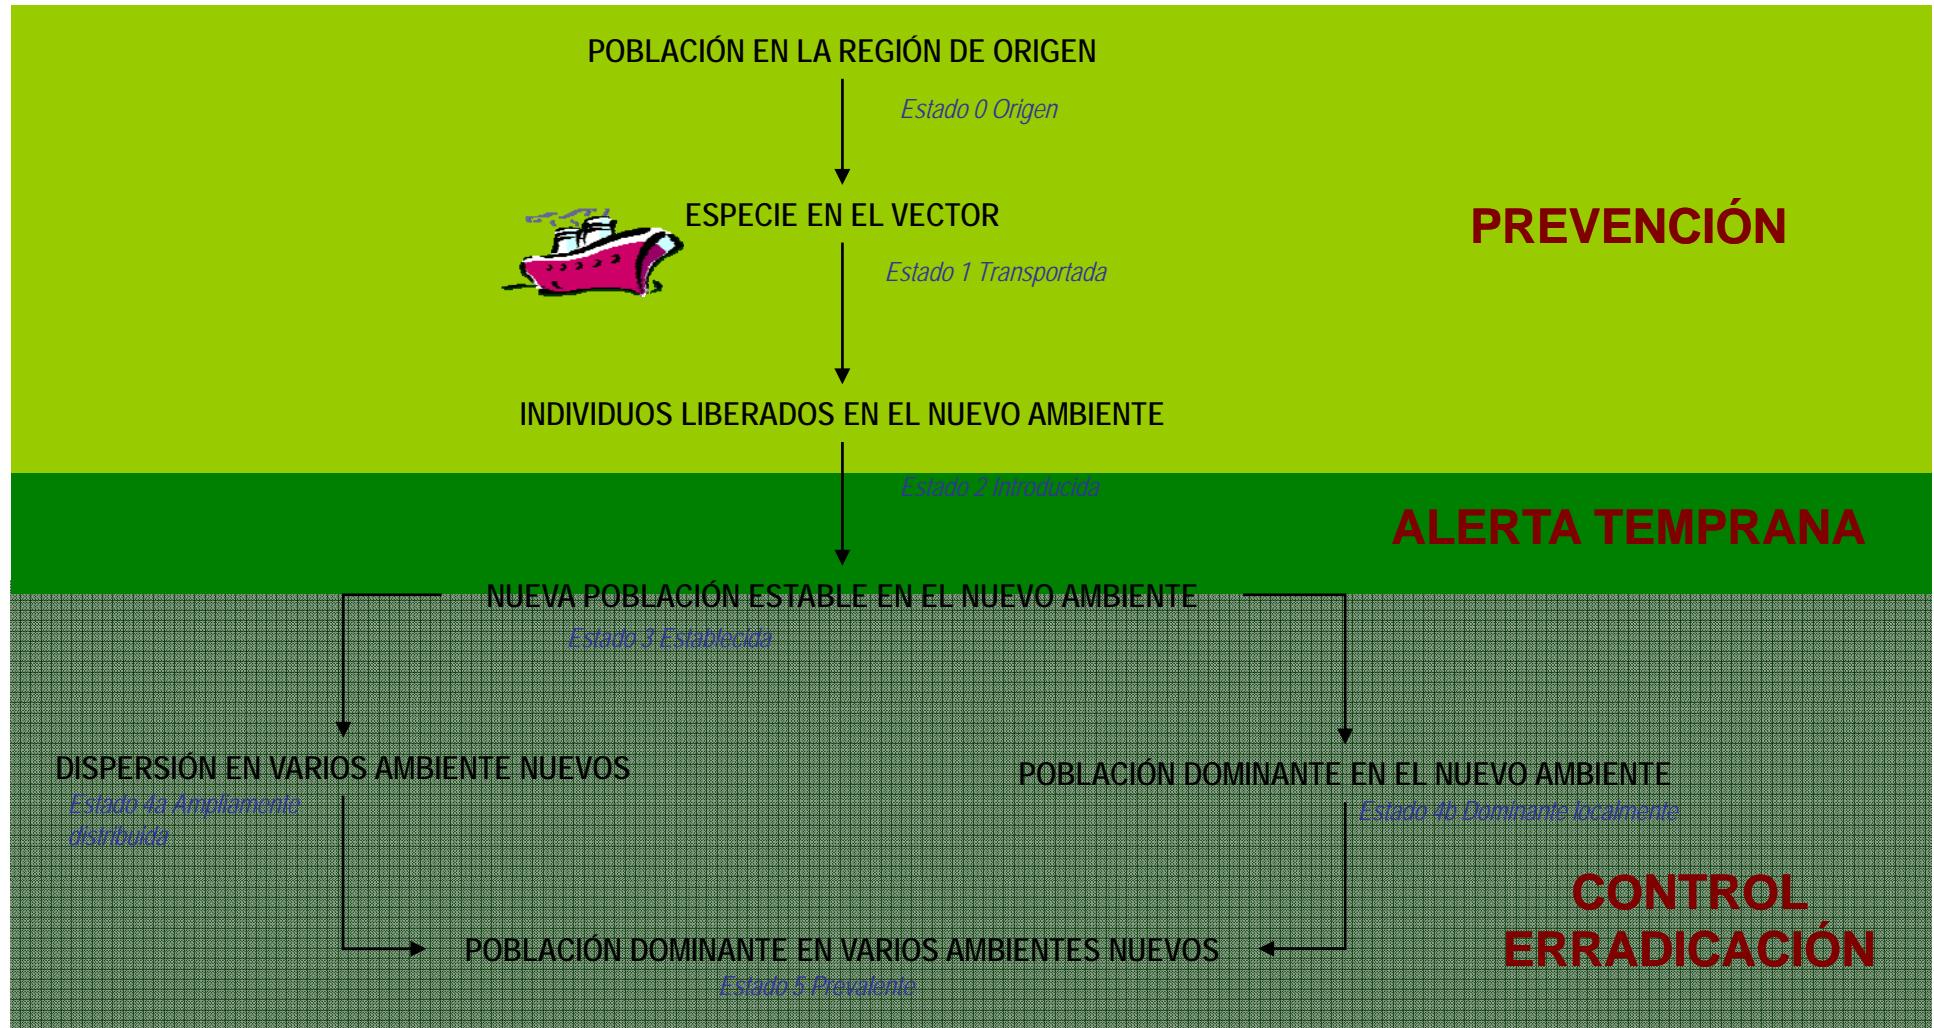 POBLACIÓN EN LA REGIÓN DE ORIGEN
Estado 0 Origen
ESPECIE EN EL VECTOR
PREVENCIÓN
Estado 1 Transportada
INDIVIDUOS LIBERADOS EN EL NUEVO AMBIENTE
Estado 2 Introducida
ALERTA TEMPRANA
NUEVA POBLACIÓN ESTABLE EN EL NUEVO AMBIENTE
Estado 3 Establecida
DISPERSIÓN EN VARIOS AMBIENTE NUEVOS
Estado 4a Ampliamente
distribuida
POBLACIÓN DOMINANTE EN EL NUEVO AMBIENTE
Estado 4b Dominante localmente
CONTROL
ERRADICACIÓN
POBLACIÓN DOMINANTE EN VARIOS AMBIENTES NUEVOS
Estado 5 Prevalente